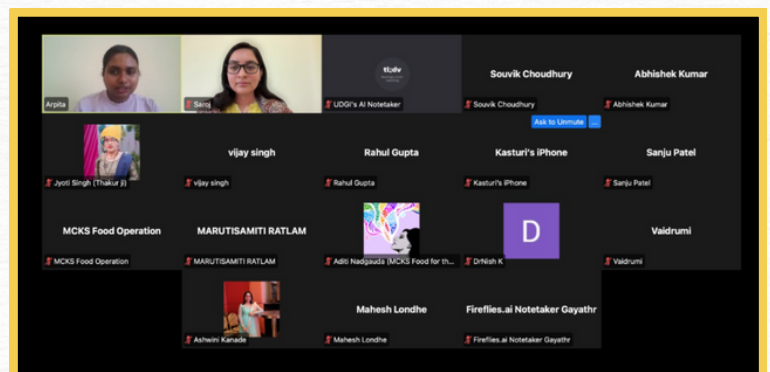 tl;dv
Souvik Choudhury
Abhishek Kumar
Arpita
Saroj
UDGI's AI Notetaker
Souvik Choudhury
Abhishek Kumar
Ask to Unmute ...
vijay singh
Rahul Gupta
Kasturi's iPhone
Sanju Patel
Jyoti Singh (Thakur ji)
vijay singh
Rahul Gupta
Kasturi's iPhone
Sanju Patel
MCKS Food Operation
MARUTISAMITI RATLAM
D
Vaidrumi
MCKS Food Operation
MARUTISAMITI RATLAM
Aditi Nadgauda (MCKS Food for th...
DrNish K
Vaidrumi
Mahesh Londhe
Fireflies.ai Notetaker Gayathr
Ashwini Kanade
Mahesh Londhe
Fireflies.ai Notetaker Gayathr